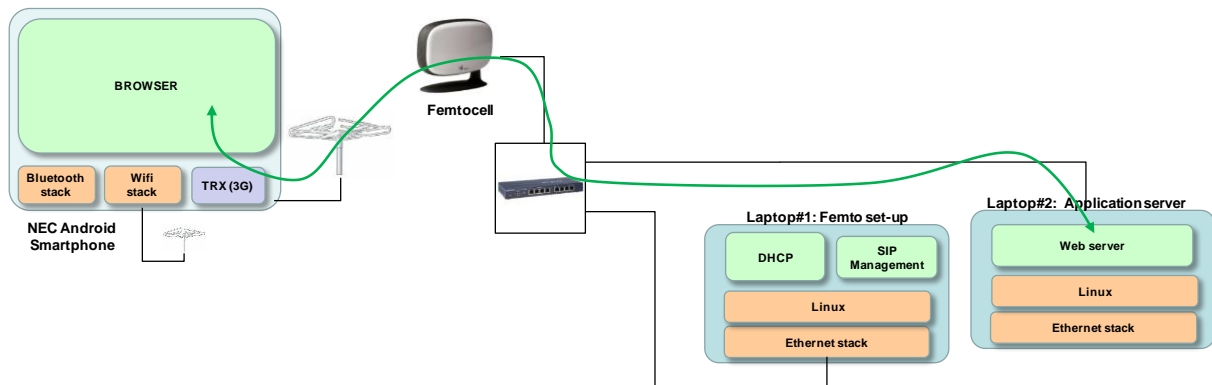 BROWSER
Bluetooth
stack
Wifi
stack
TRX (3G)
NEC Android
Smartphone
Femtocell
Laptop#1: Femto set-up
DHCP
SIP
Management
Linux
Ethernet stack
Laptop#2: Application server
Web server
Linux
Ethernet stack